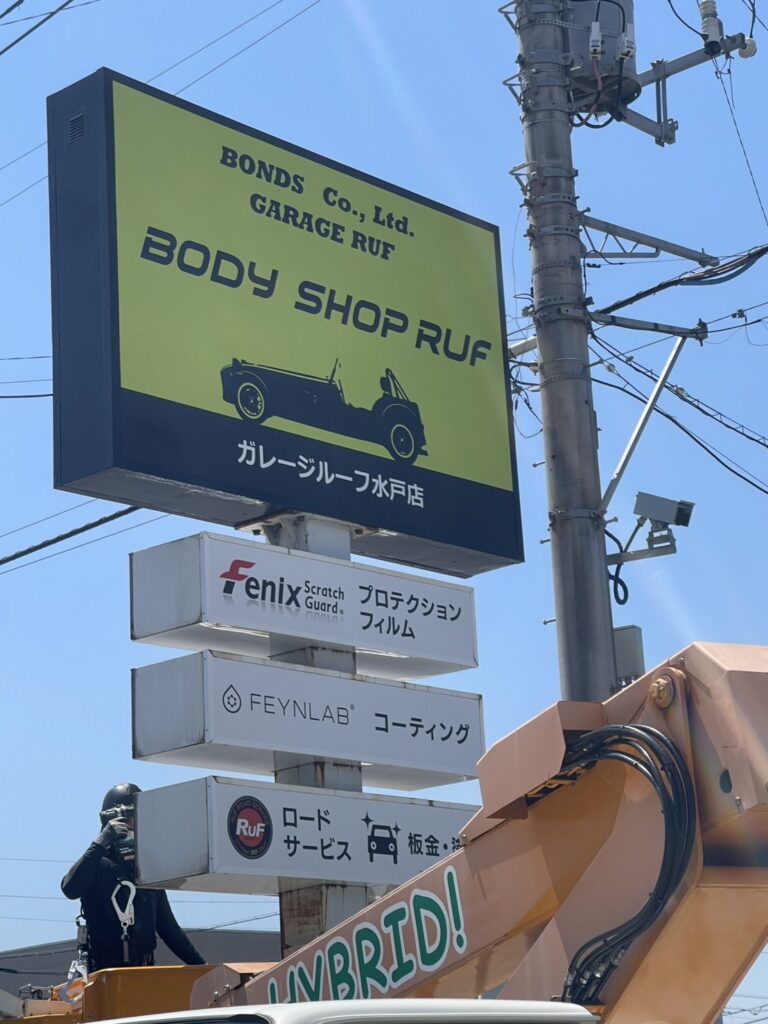 BONDS Co., Ltd.
GARAGE RUF
BODY SHOP RUF
ガレージルーフ水戸店
Fenix Scratch Guard® プロテクション
フィルム
FEYNLAB® コーティング
RUF
ロード
サービス
板金・
HYBRID!